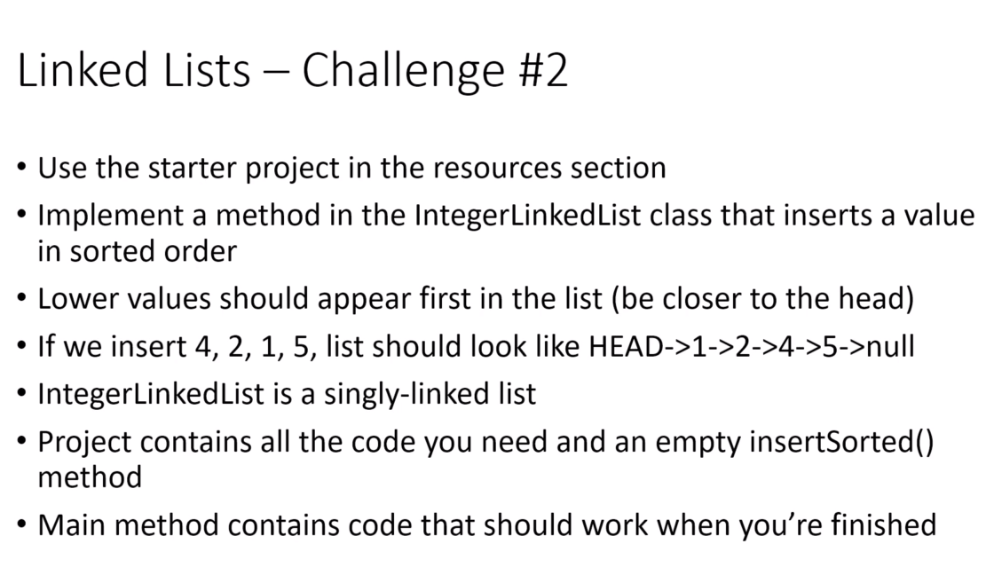 Linked Lists – Challenge #2
• Use the starter project in the resources section
• Implement a method in the IntegerLinkedList class that inserts a value
in sorted order
• Lower values should appear first in the list (be closer to the head)
• If we insert 4, 2, 1, 5, list should look like HEAD->1->2->4->5->null
• IntegerLinkedList is a singly-linked list
• Project contains all the code you need and an empty insertSorted()
method
• Main method contains code that should work when you’re finished